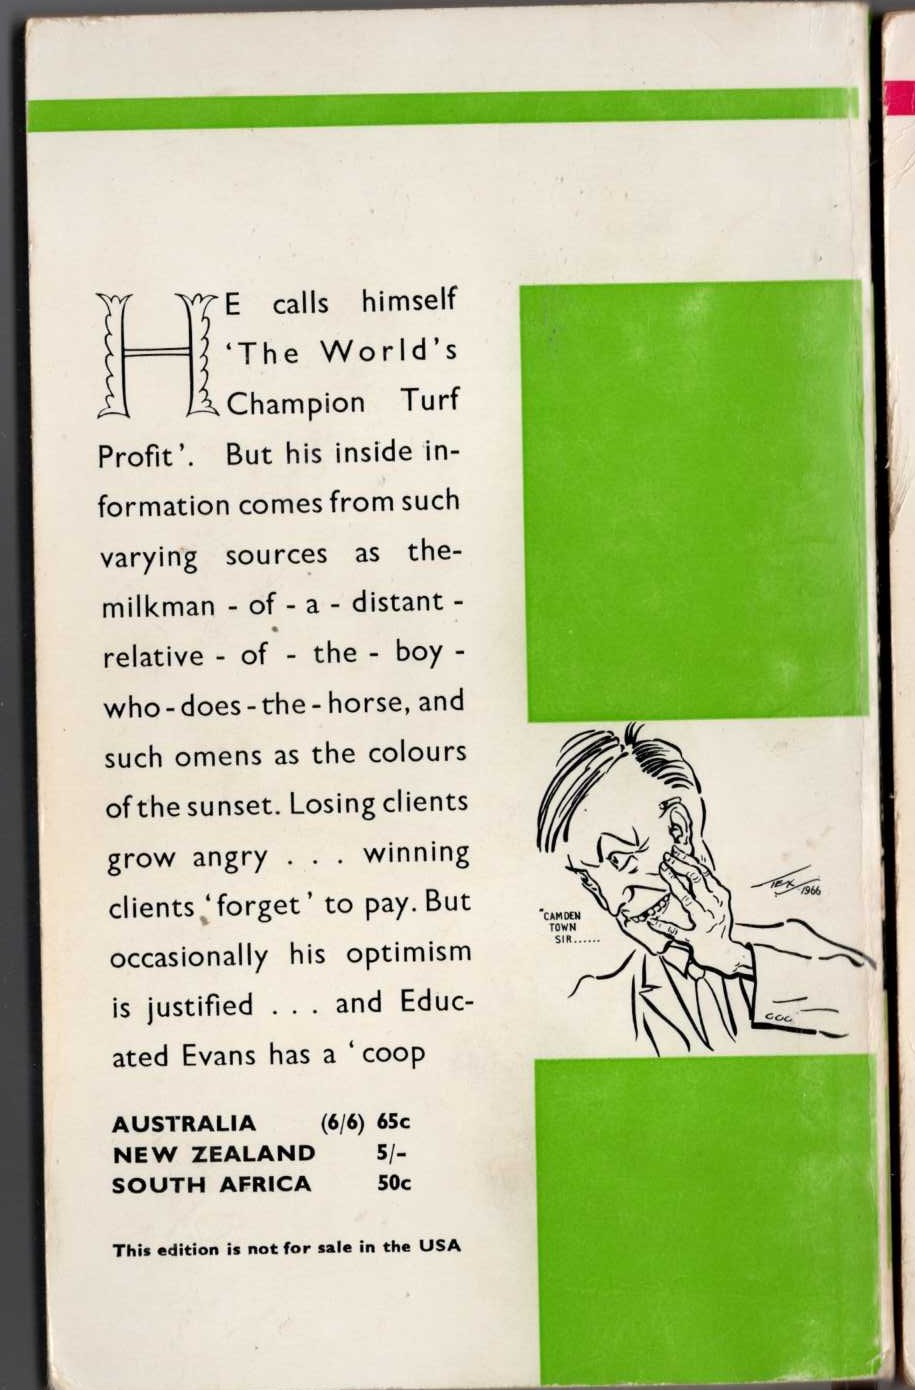 HE calls himself
‘The World’s
Champion Turf
Profit’. But his inside in-
formation comes from such
varying sources as the-
milkman - of - a - distant -
relative - of - the - boy -
who - does - the - horse, and
such omens as the colours
of the sunset. Losing clients
grow angry . . . winning
clients ‘forget’ to pay. But
occasionally his optimism
is justified . . . and Educ-
ated Evans has a ‘coop
AUSTRALIA (6/6) 65c
NEW ZEALAND 5/-
SOUTH AFRICA 50c
This edition is not for sale in the USA
"CAMDEN
TOWN
SIR......
TEX
1966